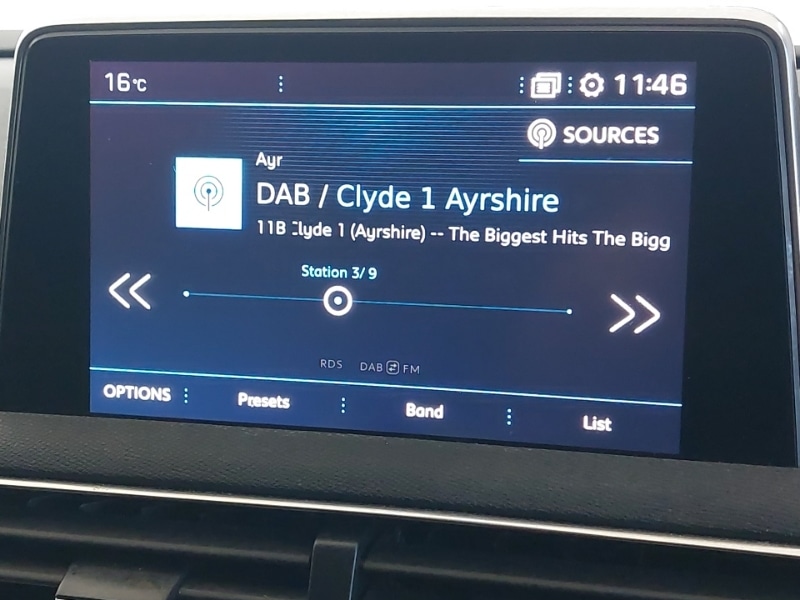 16°C 11:46
SOURCES
Ayr
DAB / Clyde 1 Ayrshire
11B :lyde 1 (Ayrshire) -- The Biggest Hits The Bigg
Station 3/ 9
RDS DAB FM
OPTIONS Presets Band List